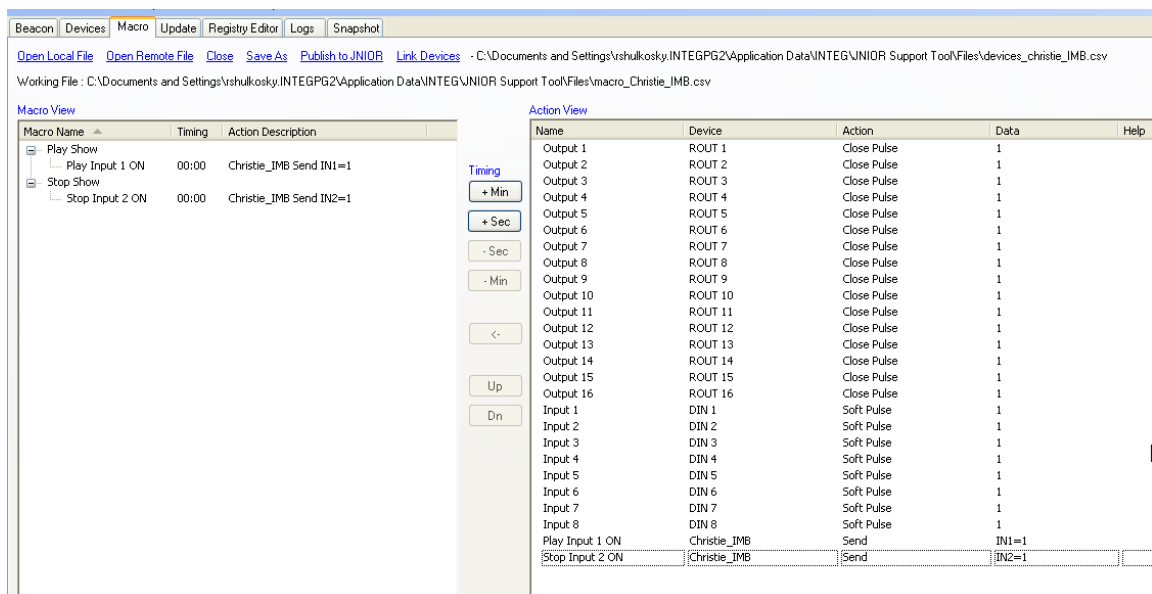 Beacon Devices Macro Update Registry Editor Logs Snapshot
Open Local File Open Remote File Close Save As Publish to JNIOR Link Devices - C:\Documents and Settings\rshulkosky.INTEGPG2\Application Data\INTEG\JNIOR Support Tool\Files\devices_christie_IMB.csv
Working File : C:\Documents and Settings\rshulkosky.INTEGPG2\Application Data\INTEG\JNIOR Support Tool\Files\macro_Christie_IMB.csv
Macro View
Macro Name Timing Action Description
Play Show
Play Input 1 ON 00:00 Christie_IMB Send IN1=1
Stop Show
Stop Input 2 ON 00:00 Christie_IMB Send IN2=1
Timing
+ Min
+ Sec
- Sec
- Min
<-
Up
Dn
Action View
Name Device Action Data Help
Output 1 ROUT 1 Close Pulse 1
Output 2 ROUT 2 Close Pulse 1
Output 3 ROUT 3 Close Pulse 1
Output 4 ROUT 4 Close Pulse 1
Output 5 ROUT 5 Close Pulse 1
Output 6 ROUT 6 Close Pulse 1
Output 7 ROUT 7 Close Pulse 1
Output 8 ROUT 8 Close Pulse 1
Output 9 ROUT 9 Close Pulse 1
Output 10 ROUT 10 Close Pulse 1
Output 11 ROUT 11 Close Pulse 1
Output 12 ROUT 12 Close Pulse 1
Output 13 ROUT 13 Close Pulse 1
Output 14 ROUT 14 Close Pulse 1
Output 15 ROUT 15 Close Pulse 1
Output 16 ROUT 16 Close Pulse 1
Input 1 DIN 1 Soft Pulse 1
Input 2 DIN 2 Soft Pulse 1
Input 3 DIN 3 Soft Pulse 1
Input 4 DIN 4 Soft Pulse 1
Input 5 DIN 5 Soft Pulse 1
Input 6 DIN 6 Soft Pulse 1
Input 7 DIN 7 Soft Pulse 1
Input 8 DIN 8 Soft Pulse 1
Play Input 1 ON Christie_IMB Send IN1=1
Stop Input 2 ON Christie_IMB Send IN2=1